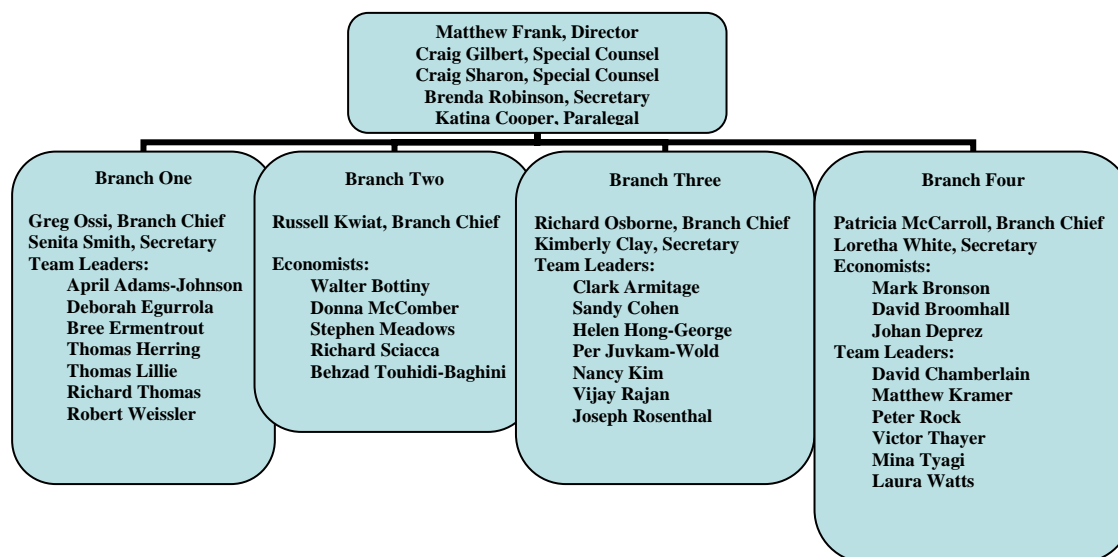 Matthew Frank, Director
Craig Gilbert, Special Counsel
Craig Sharon, Special Counsel
Brenda Robinson, Secretary
Katina Cooper, Paralegal
Branch One
Greg Ossi, Branch Chief
Senita Smith, Secretary
Team Leaders:
April Adams-Johnson
Deborah Egurrola
Bree Ermentrout
Thomas Herring
Thomas Lillie
Richard Thomas
Robert Weissler
Branch Two
Russell Kwiat, Branch Chief
Economists:
Walter Bottiny
Donna McComber
Stephen Meadows
Richard Sciacca
Behzad Touhidi-Baghini
Branch Three
Richard Osborne, Branch Chief
Kimberly Clay, Secretary
Team Leaders:
Clark Armitage
Sandy Cohen
Helen Hong-George
Per Juvkam-Wold
Nancy Kim
Vijay Rajan
Joseph Rosenthal
Branch Four
Patricia McCarroll, Branch Chief
Loretha White, Secretary
Economists:
Mark Bronson
David Broomhall
Johan Deprez
Team Leaders:
David Chamberlain
Matthew Kramer
Peter Rock
Victor Thayer
Mina Tyagi
Laura Watts